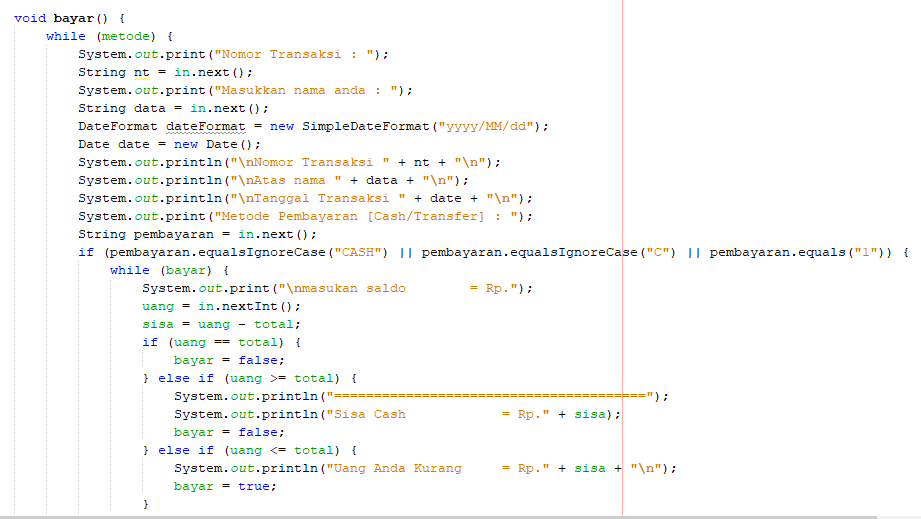 void bayar() {
while (metode) {
System.out.print("Nomor Transaksi : ");
String nt = in.next();
System.out.print("Masukkan nama anda : ");
String data = in.next();
DateFormat dateFormat = new SimpleDateFormat("yyyy/MM/dd");
Date date = new Date();
System.out.println("\nNomor Transaksi " + nt + "\n");
System.out.println("\nAtas nama " + data + "\n");
System.out.println("\nTanggal Transaksi " + date + "\n");
System.out.print("Metode Pembayaran [Cash/Transfer] : ");
String pembayaran = in.next();
if (pembayaran.equalsIgnoreCase("CASH") || pembayaran.equalsIgnoreCase("C") || pembayaran.equals("1")) {
while (bayar) {
System.out.print("\nmasukan saldo        = Rp.");
uang = in.nextInt();
sisa = uang - total;
if (uang == total) {
bayar = false;
} else if (uang >= total) {
System.out.println("=======================================");
System.out.println("Sisa Cash            = Rp." + sisa);
bayar = false;
} else if (uang <= total) {
System.out.println("Uang Anda Kurang     = Rp." + sisa + "\n");
bayar = true;
}